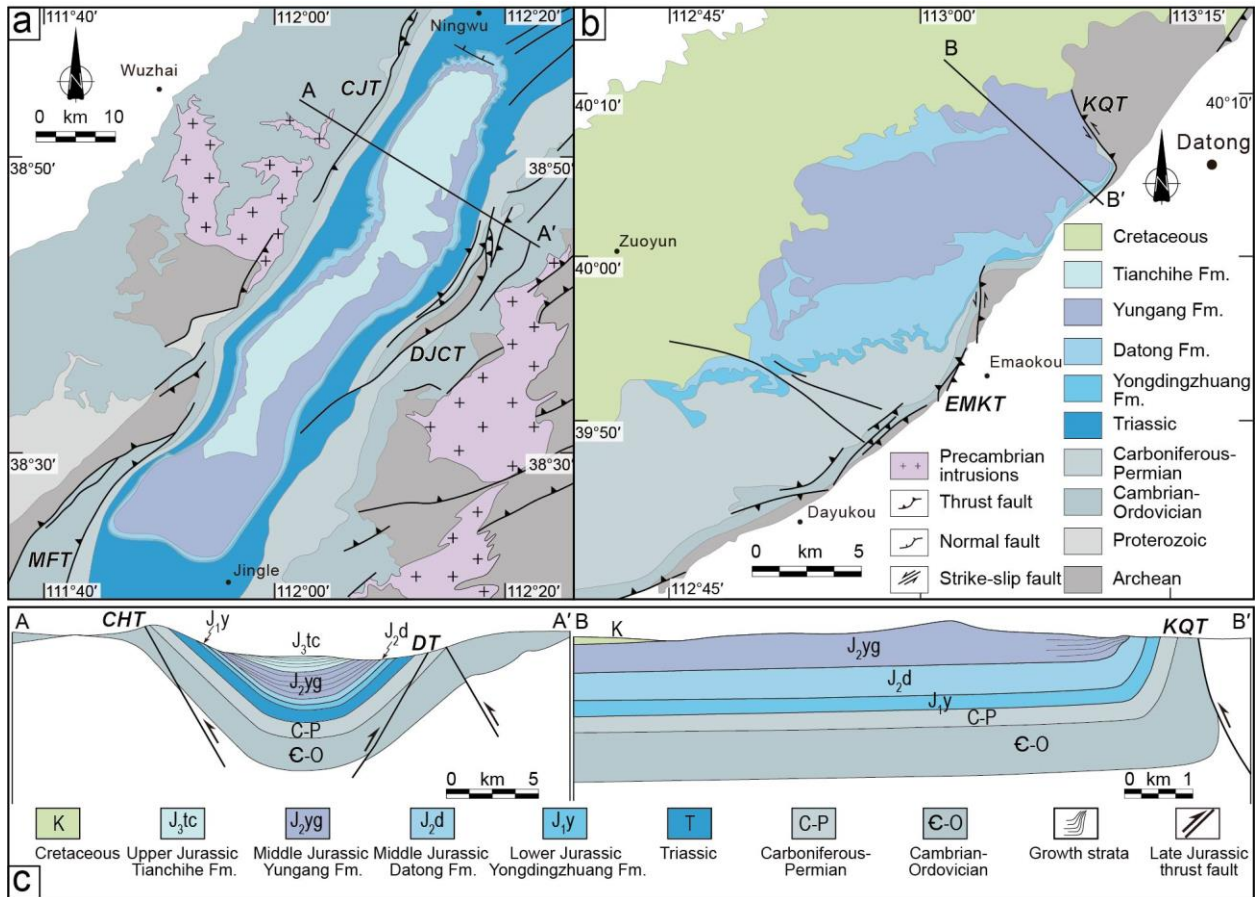 a
111°40′
112°00′
112°20′
Ningwu
Wuzhai
N
0 km 10
CJT
A
38°50′
38°50′
A′
DJCT
38°30′
38°30′
MFT
Jingle
111°40′
112°00′
112°20′
b
112°45′
113°00′
113°15′
B
40°10′
40°10′
KQT
Datong
N
B′
Zuoyun
40°00′
Emaokou
EMKT
39°50′
Dayukou
0 km 5
112°45′
Cretaceous
Tianchihe Fm.
Yungang Fm.
Datong Fm.
Yongdingzhuang
Fm.
Triassic
Carboniferous-
Permian
Cambrian-
Ordovician
Proterozoic
Archean
Precambrian
intrusions
Thrust fault
Normal fault
Strike-slip fault
A
A′
CHT
J₁y
J₃tc
J₂d
DT
J₂yg
C-P
Ꞓ-O
0 km 5
B
B′
K
KQT
J₂yg
J₂d
J₁y
C-P
Ꞓ-O
0 km 1
K
J₃tc
J₂yg
J₂d
J₁y
T
C-P
Ꞓ-O
Cretaceous
Upper Jurassic
Tianchihe Fm.
Middle Jurassic
Yungang Fm.
Middle Jurassic
Datong Fm.
Lower Jurassic
Yongdingzhuang Fm.
Triassic
Carboniferous-
Permian
Cambrian-
Ordovician
Growth strata
Late Jurassic
thrust fault
c